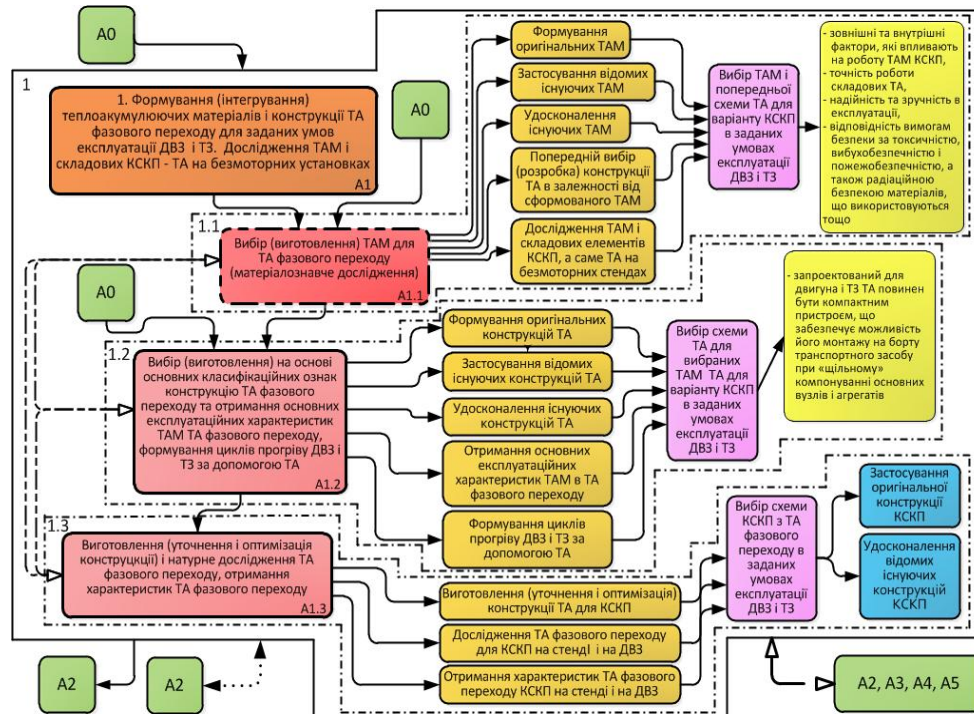 A0
1
1. Формування (інтегрування)
теплоакумулюючих матеріалів і конструкції ТА
фазового переходу для заданих умов
експлуатації ДВЗ і ТЗ. Дослідження ТАМ і
складових КСКП - ТА на безмоторних установках
A1
A0
1.1
Вибір (виготовлення) ТАМ для
ТА фазового переходу
(матеріалознавче дослідження)
A1.1
Формування
оригінальних ТАМ
Застосування відомих
існуючих ТАМ
Удосконалення
існуючих ТАМ
Попередній вибір
(розробка) конструкції
ТА в залежності від
сформованого ТАМ
Дослідження ТАМ і
складових елементів
КСКП, а саме ТА на
безмоторних стендах
Вибір ТАМ і
попередньої
схеми ТА для
варіанту КСКП
в заданих
умовах
експлуатації
ДВЗ і ТЗ
- зовнішні та внутрішні
фактори, які впливають
на роботу ТАМ КСКП,
- точність роботи
складових ТА,
- надійність та зручність в
експлуатації,
- відповідність вимогам
безпеки за токсичністю,
вибухобезпечністю і
пожежобезпечністю, а
також радіаційною
безпекою матеріалів,
що використовуються
тощо
A0
1.2
Вибір (виготовлення) на основі
основних класифікаційних ознак
конструкцію ТА фазового
переходу та отримання основних
експлуатаційних характеристик
ТАМ ТА фазового переходу,
формування циклів прогріву ДВЗ і
ТЗ за допомогою ТА
A1.2
Формування оригінальних
конструкцій ТА
Застосування відомих
існуючих конструкцій ТА
Удосконалення існуючих
конструкцій ТА
Отримання основних
експлуатаційних
характеристик ТАМ в ТА
фазового переходу
Формування циклів
прогріву ДВЗ і ТЗ за
допомогою ТА
Вибір схеми
ТА для
вибраних
ТАМ ТА для
варіанту КСКП
в заданих
умовах
експлуатації
ДВЗ і ТЗ
- запроектований для
двигуна і ТЗ ТА повинен
бути компактним
пристроєм, що
забезпечує можливість
його монтажу на борту
транспортного засобу
при «щільному»
компонуванні основних
вузлів і агрегатів
1.3
Виготовлення (уточнення і оптимізація
конструкцкції) і натурне дослідження ТА
фазового переходу, отримання
характеристик ТА фазового переходу
A1.3
Виготовлення (уточнення і оптимізація)
конструкції ТА для КСКП
Дослідження ТА фазового переходу
для КСКП на стенді і на ДВЗ
Отримання характеристик ТА фазового
переходу КСКП на стенді і на ДВЗ
Вибір схеми
КСКП з ТА
фазового
переходу в
заданих
умовах
експлуатації
ДВЗ і ТЗ
Застосування
оригінальної
конструкції
КСКП
Удосконалення
відомих
існуючих
конструкцій
КСКП
A2
A2
A2, A3, A4, A5